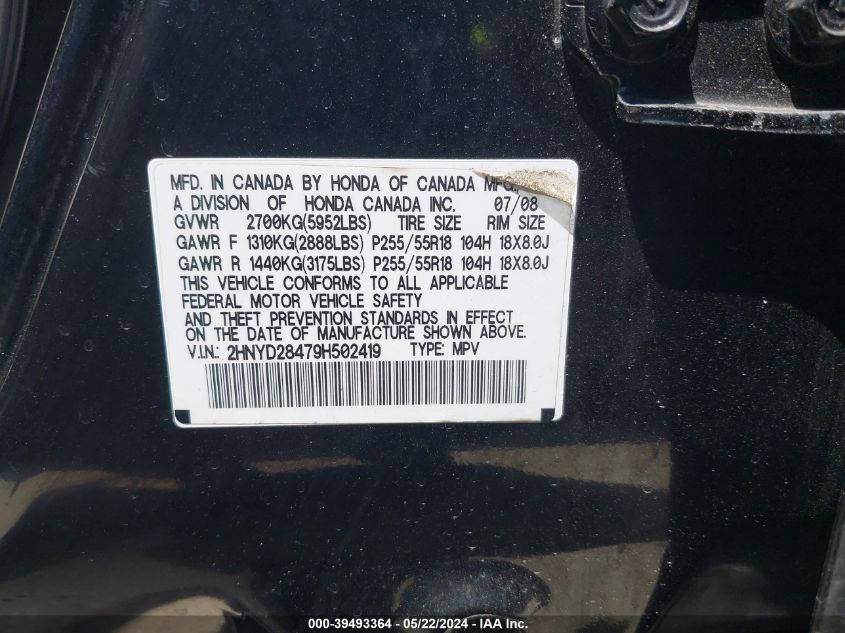 MFD. IN CANADA BY HONDA OF CANADA MFG.,
A DIVISION OF HONDA CANADA INC. 07/08
GVWR 2700KG(5952LBS) TIRE SIZE RIM SIZE
GAWR F 1310KG(2888LBS) P255/55R18 104H 18X8.0J
GAWR R 1440KG(3175LBS) P255/55R18 104H 18X8.0J
THIS VEHICLE CONFORMS TO ALL APPLICABLE
FEDERAL MOTOR VEHICLE SAFETY
AND THEFT PREVENTION STANDARDS IN EFFECT
ON THE DATE OF MANUFACTURE SHOWN ABOVE.
V.I.N.: 2HNYD28479H502419 TYPE: MPV
000-39493364 - 05/22/2024 - IAA Inc.